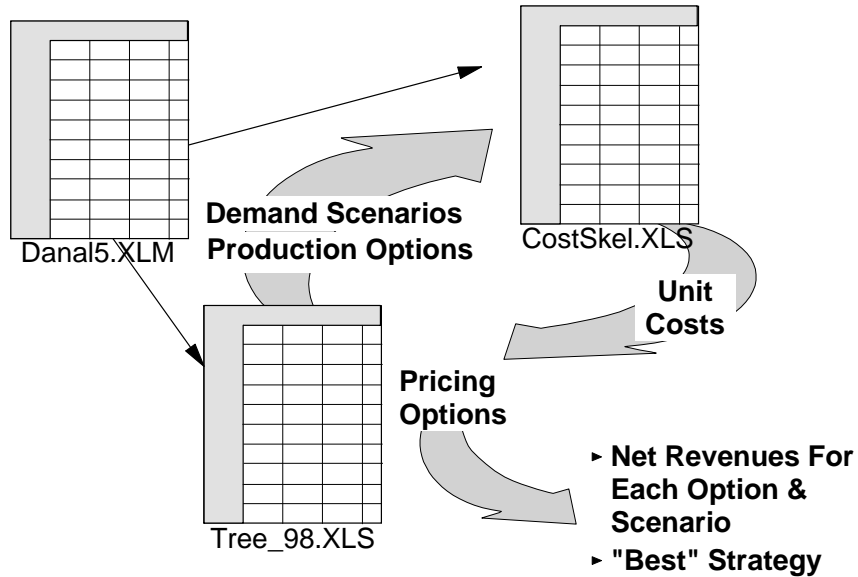 Danal5.XLM
CostSkel.XLS
Demand Scenarios
Production Options
Unit
Costs
Pricing
Options
Tree_98.XLS
► Net Revenues For
Each Option &
Scenario
► "Best" Strategy